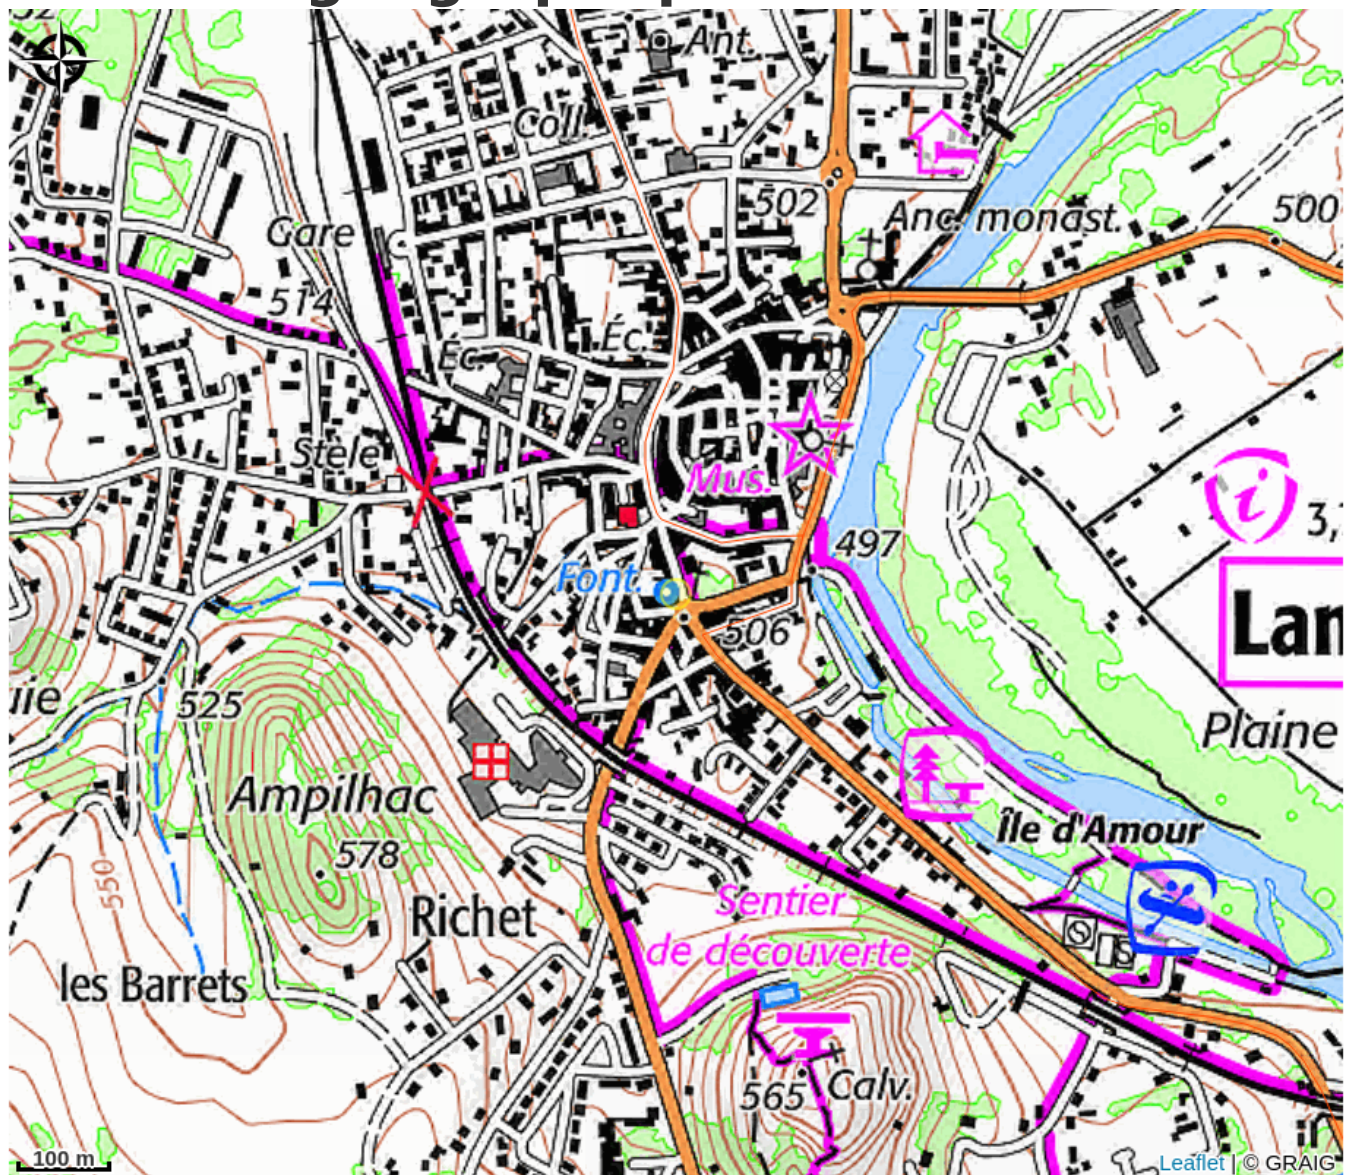 Ant.
Coll.
502
Anc. monast.
500
Gare
514
Éc.
Éc.
Stèle
Mus.
3,
497
Font.
Lan
506
525
Plaine
Ampilhac
578
Île d'Amour
550
Richet
Sentier
de découverte
les Barrets
565
Calv.
100 m
Leaflet | © GRAIG